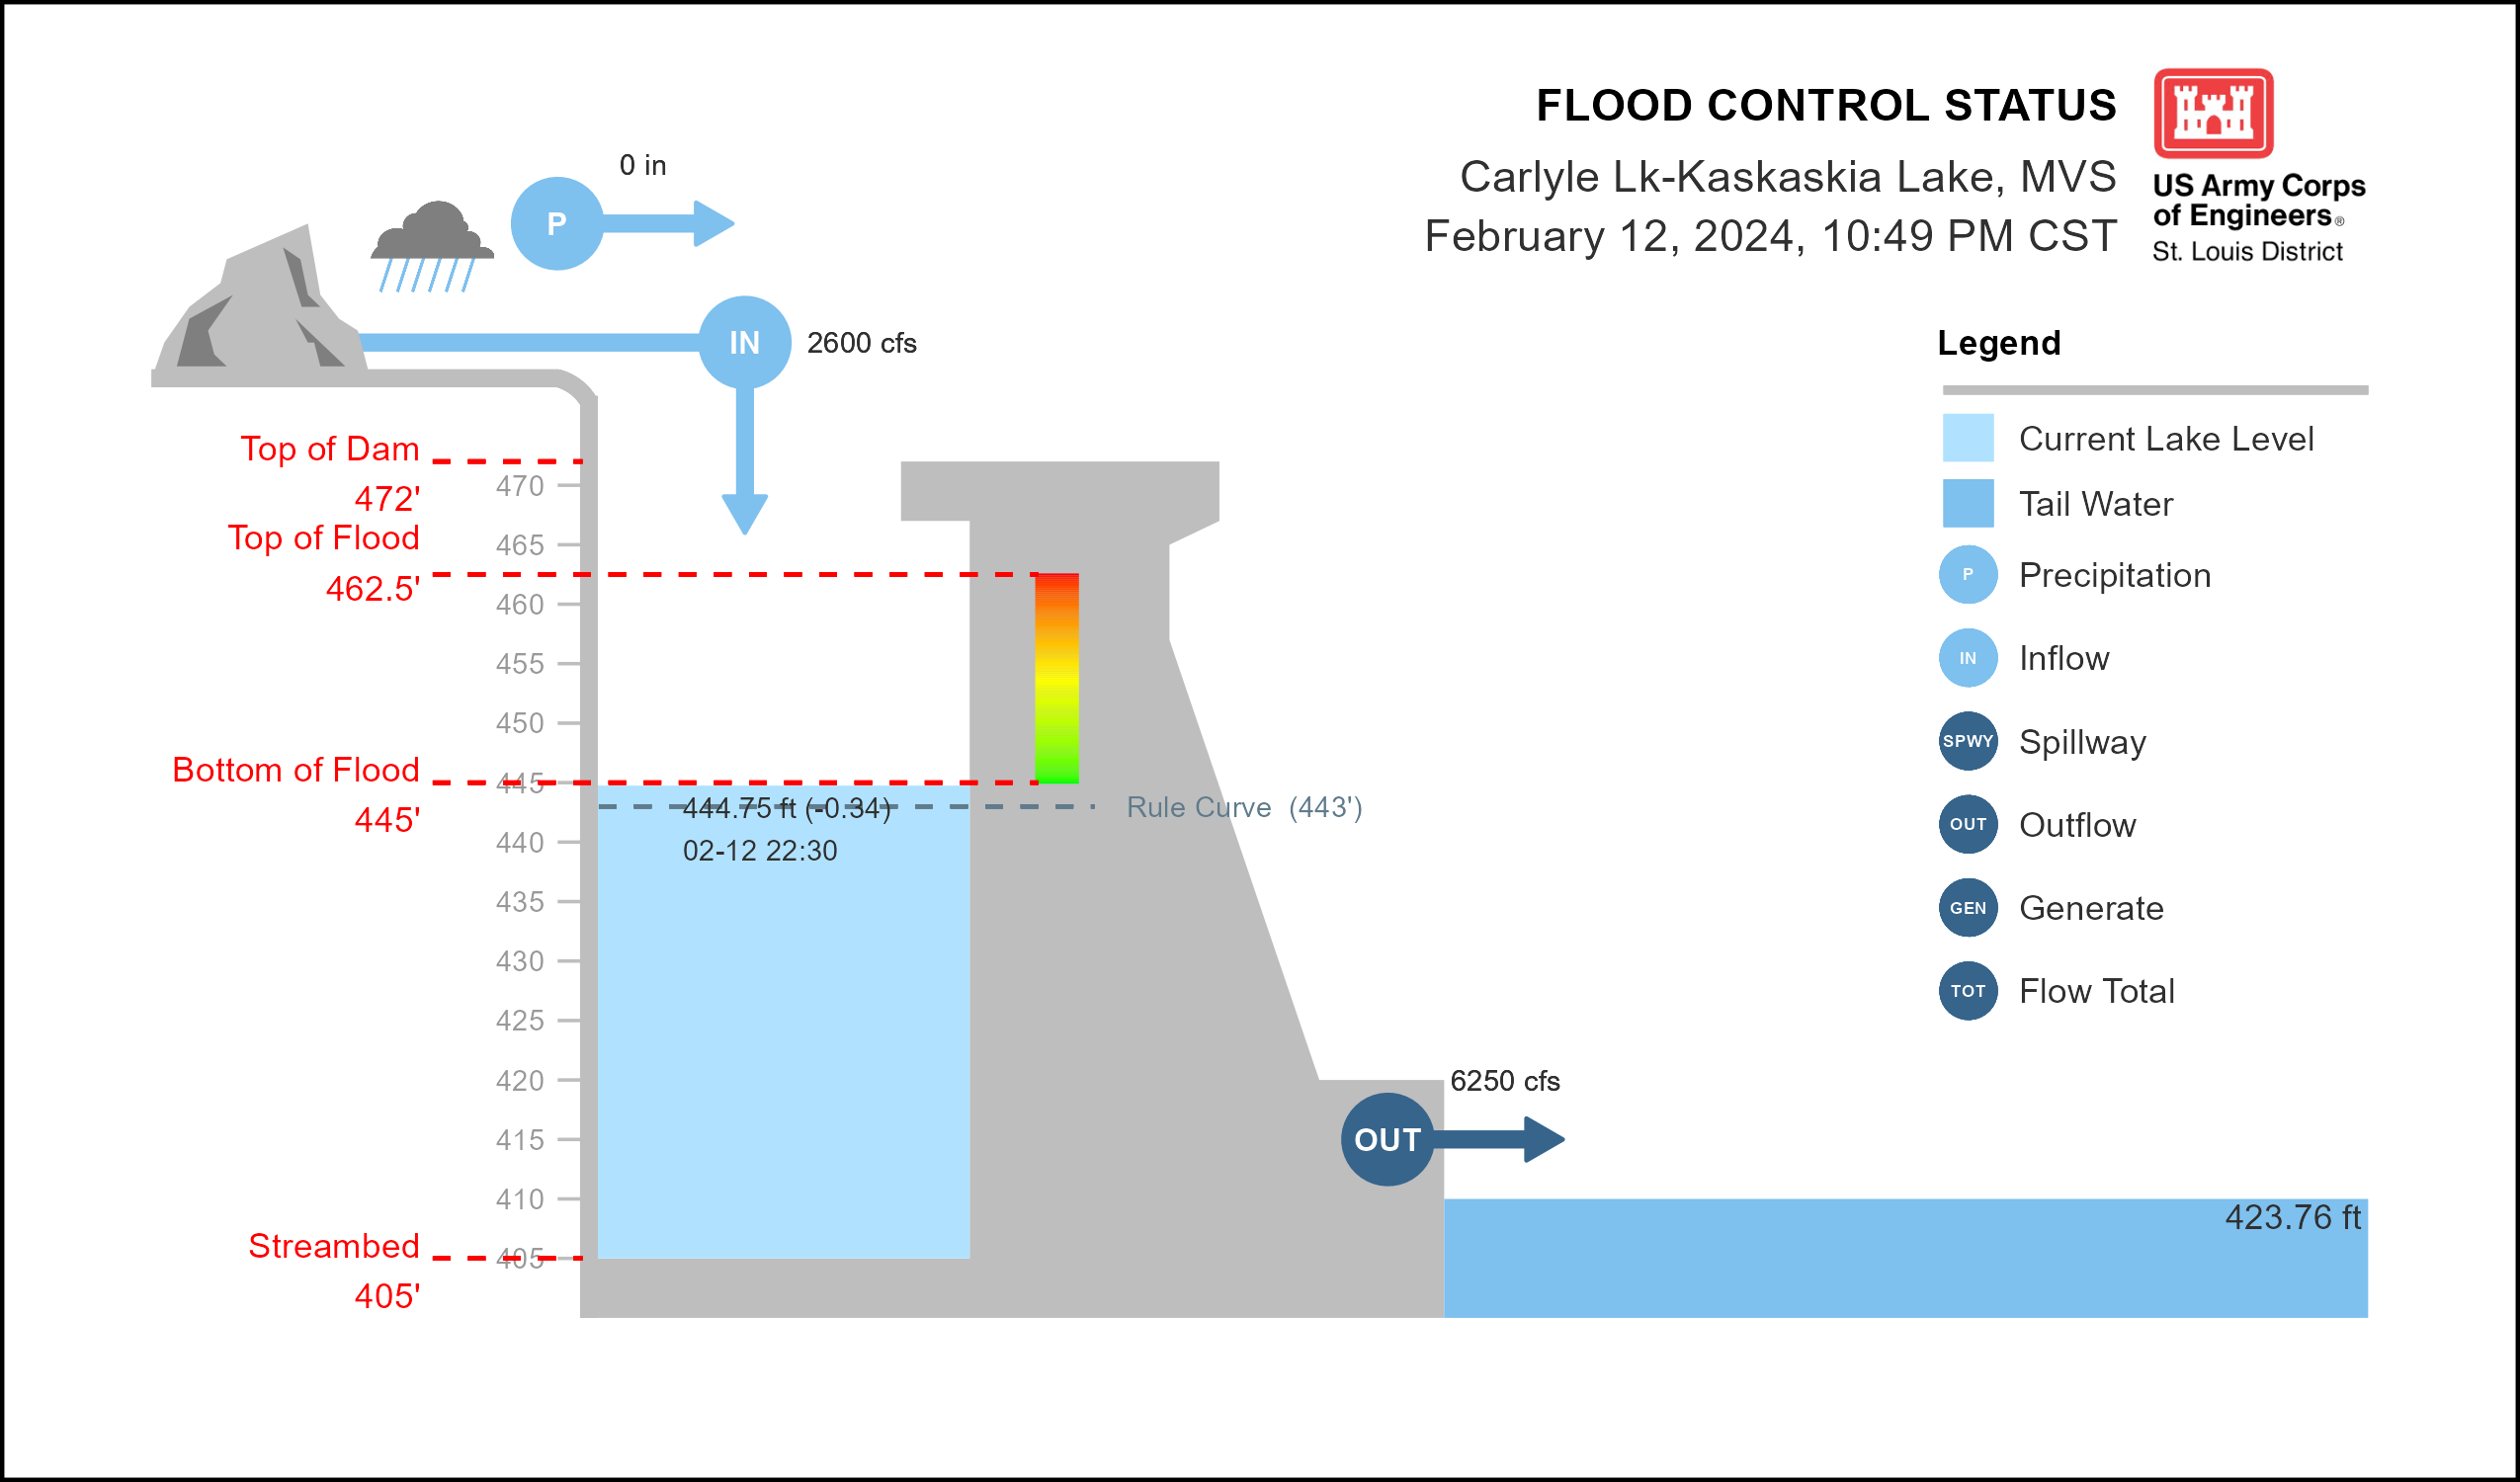 FLOOD CONTROL STATUS
Carlyle Lk-Kaskaskia Lake, MVS
February 12, 2024, 10:49 PM CST
US Army Corps
of Engineers®
St. Louis District
0 in
P
IN
2600 cfs
Legend
Current Lake Level
Tail Water
P Precipitation
IN Inflow
SPWY Spillway
OUT Outflow
GEN Generate
TOT Flow Total
Top of Dam
472'
Top of Flood
462.5'
Bottom of Flood
445'
Streambed
405'
470
465
460
455
450
445
440
435
430
425
420
415
410
405
444.75 ft (-0.34)
02-12 22:30
Rule Curve (443')
6250 cfs
OUT
423.76 ft